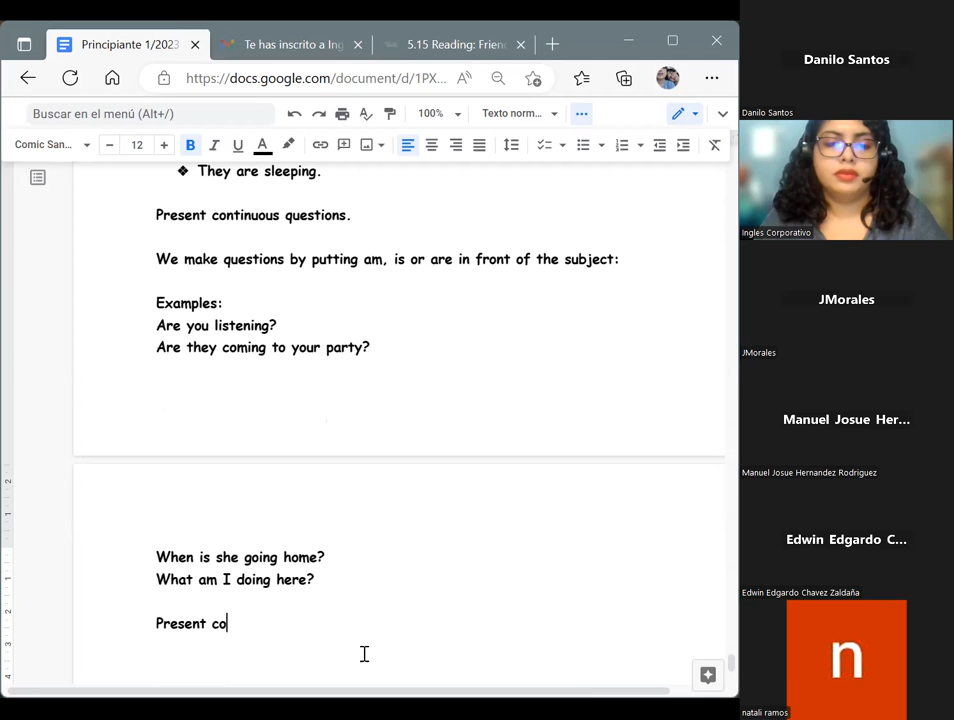 Principiante 1/2023
Te has inscrito a Ing
5.15 Reading: Frien
https://docs.google.com/document/d/1PX...
Buscar en el menú (Alt+/)
100%
Texto norm...
Comic San...
12
They are sleeping.
Present continuous questions.
We make questions by putting am, is or are in front of the subject:
Examples:
Are you listening?
Are they coming to your party?
When is she going home?
What am I doing here?
Present co
Danilo Santos
Danilo Santos
Ingles Corporativo
JMorales
JMorales
Manuel Josue Her...
Manuel Josue Hernandez Rodriguez
Edwin Edgardo C...
Edwin Edgardo Chavez Zaldaña
n
natali ramos